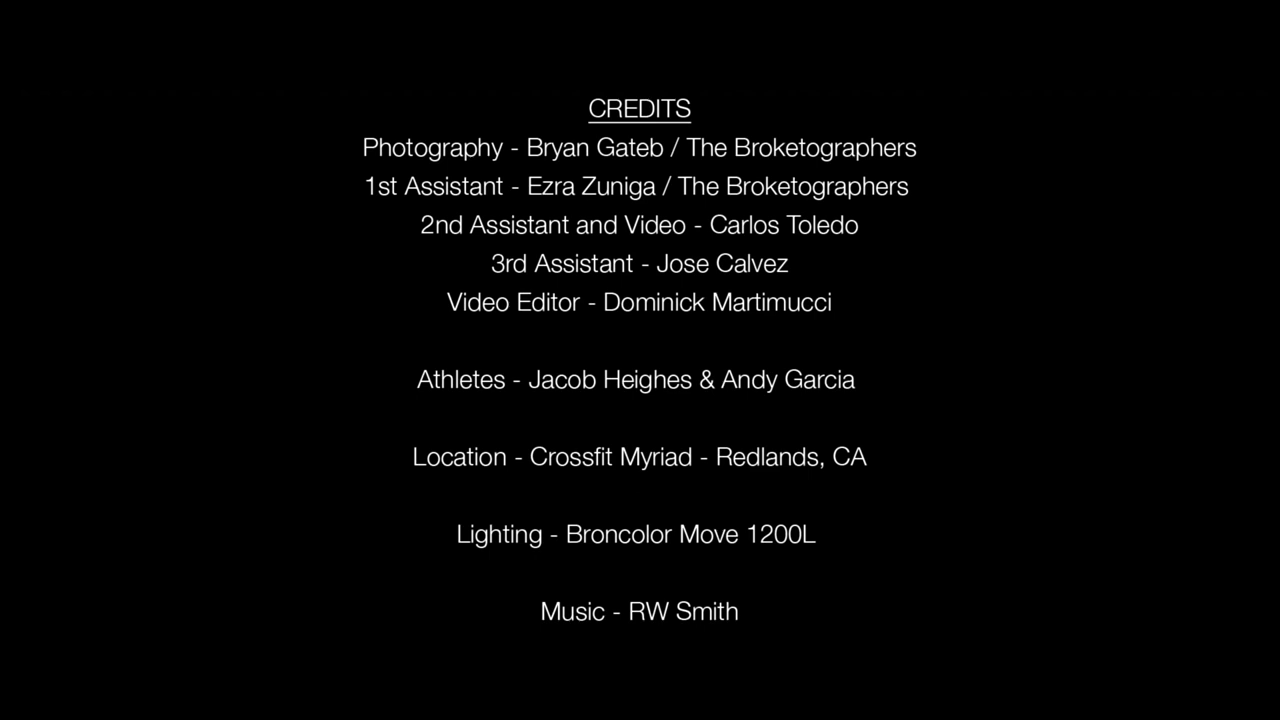 CREDITS
Photography - Bryan Gateb / The Broketographers
1st Assistant - Ezra Zuniga / The Broketographers
2nd Assistant and Video - Carlos Toledo
3rd Assistant - Jose Calvez
Video Editor - Dominick Martimucci
Athletes - Jacob Heighes & Andy Garcia
Location - Crossfit Myriad - Redlands, CA
Lighting - Broncolor Move 1200L
Music - RW Smith